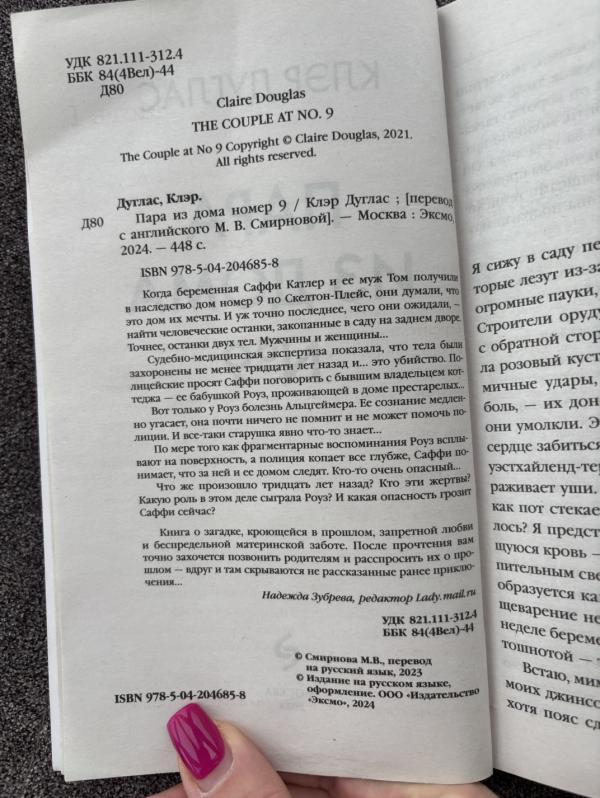 УДК 821.111-312.4
ББК 84(4Вел)-44
Д80
Claire Douglas
THE COUPLE AT NO. 9
The Couple at No 9 Copyright © Claire Douglas, 2021.
All rights reserved.
Дуглас, Клэр.
Д80 Пара из дома номер 9 / Клэр Дуглас ; [перевод
с английского М. В. Смирновой]. — Москва : Эксмо,
2024. — 448 с.
ISBN 978-5-04-204685-8
Когда беременная Саффи Катлер и ее муж Том получили
в наследство дом номер 9 по Скелтон-Плейс, они думали, что
это дом их мечты. И уж точно последнее, чего они ожидали, –
найти человеческие останки, закопанные в саду на заднем дворе.
Точнее, останки двух тел. Мужчины и женщины...
Судебно-медицинская экспертиза показала, что тела были
захоронены не менее тридцати лет назад и... это убийство. По-
лицейские просят Саффи поговорить с бывшим владельцем кот-
теджа — ее бабушкой Роуз, проживающей в доме престарелых...
Вот только у Роуз болезнь Альцгеймера. Ее сознание медлен-
но угасает, она почти ничего не помнит и не может помочь по-
лиции. И все-таки старушка явно что-то знает...
По мере того как фрагментарные воспоминания Роуз всплы-
вают на поверхность, а полиция копает все глубже, Саффи по-
нимает, что за ней и ее домом следят. Кто-то очень опасный...
Что же произошло тридцать лет назад? Кто эти жертвы?
Какую роль в этом деле сыграла Роуз? И какая опасность грозит
Саффи сейчас?
Книга о загадке, кроющейся в прошлом, запретной любви
и беспредельной материнской заботе. После прочтения вам
точно захочется позвонить родителям и расспросить их о про-
шлом — вдруг и там скрываются не рассказанные ранее приклю-
чения...
Надежда Зубрева, редактор Lady.mail.ru
УДК 821.111-312.4
ББК 84(4Вел)-44
© Смирнова М.В., перевод
на русский язык, 2023
© Издание на русском языке,
оформление. ООО «Издательство
«Эксмо», 2024
ISBN 978-5-04-204685-8
Я сижу в саду пе
торые лезут из-за
огромные пауки,
Строители оруду
с обратной стор
ла розовый куст
мичные удары,
боль, — их дон
они умолкли. Э
сердце забиться
уэстхайленд-тер
раживает уши.
как пот стекае
лось? Я предст
щуюся кровь —
пительным све
образуется ка
щеварение не
неделе береме
тошнотой —
Встаю, мим
моих джинсо
хотя пояс сд